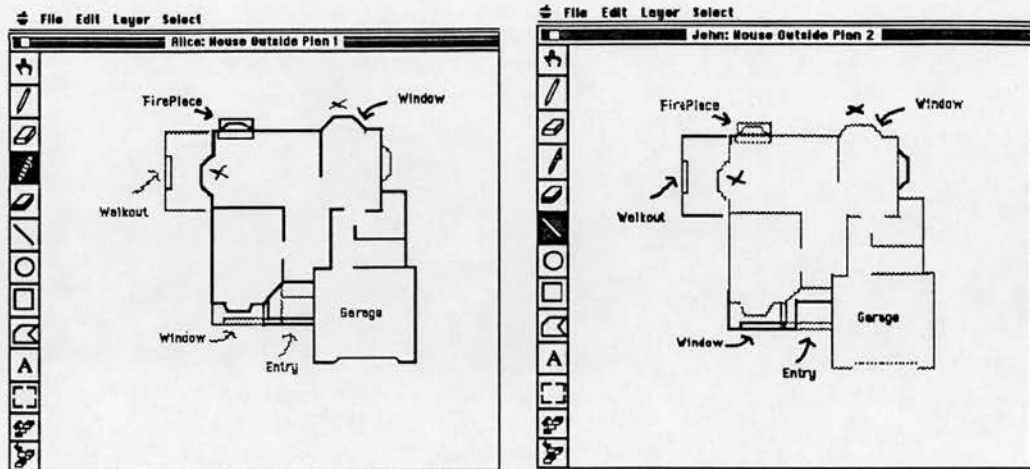 File Edit Layer Select
Alice: House Outside Plan 1
FirePlace
Window
Walkout
Garage
Window
Entry
A
File Edit Layer Select
John: House Outside Plan 2
FirePlace
Window
Walkout
Garage
Window
Entry
A